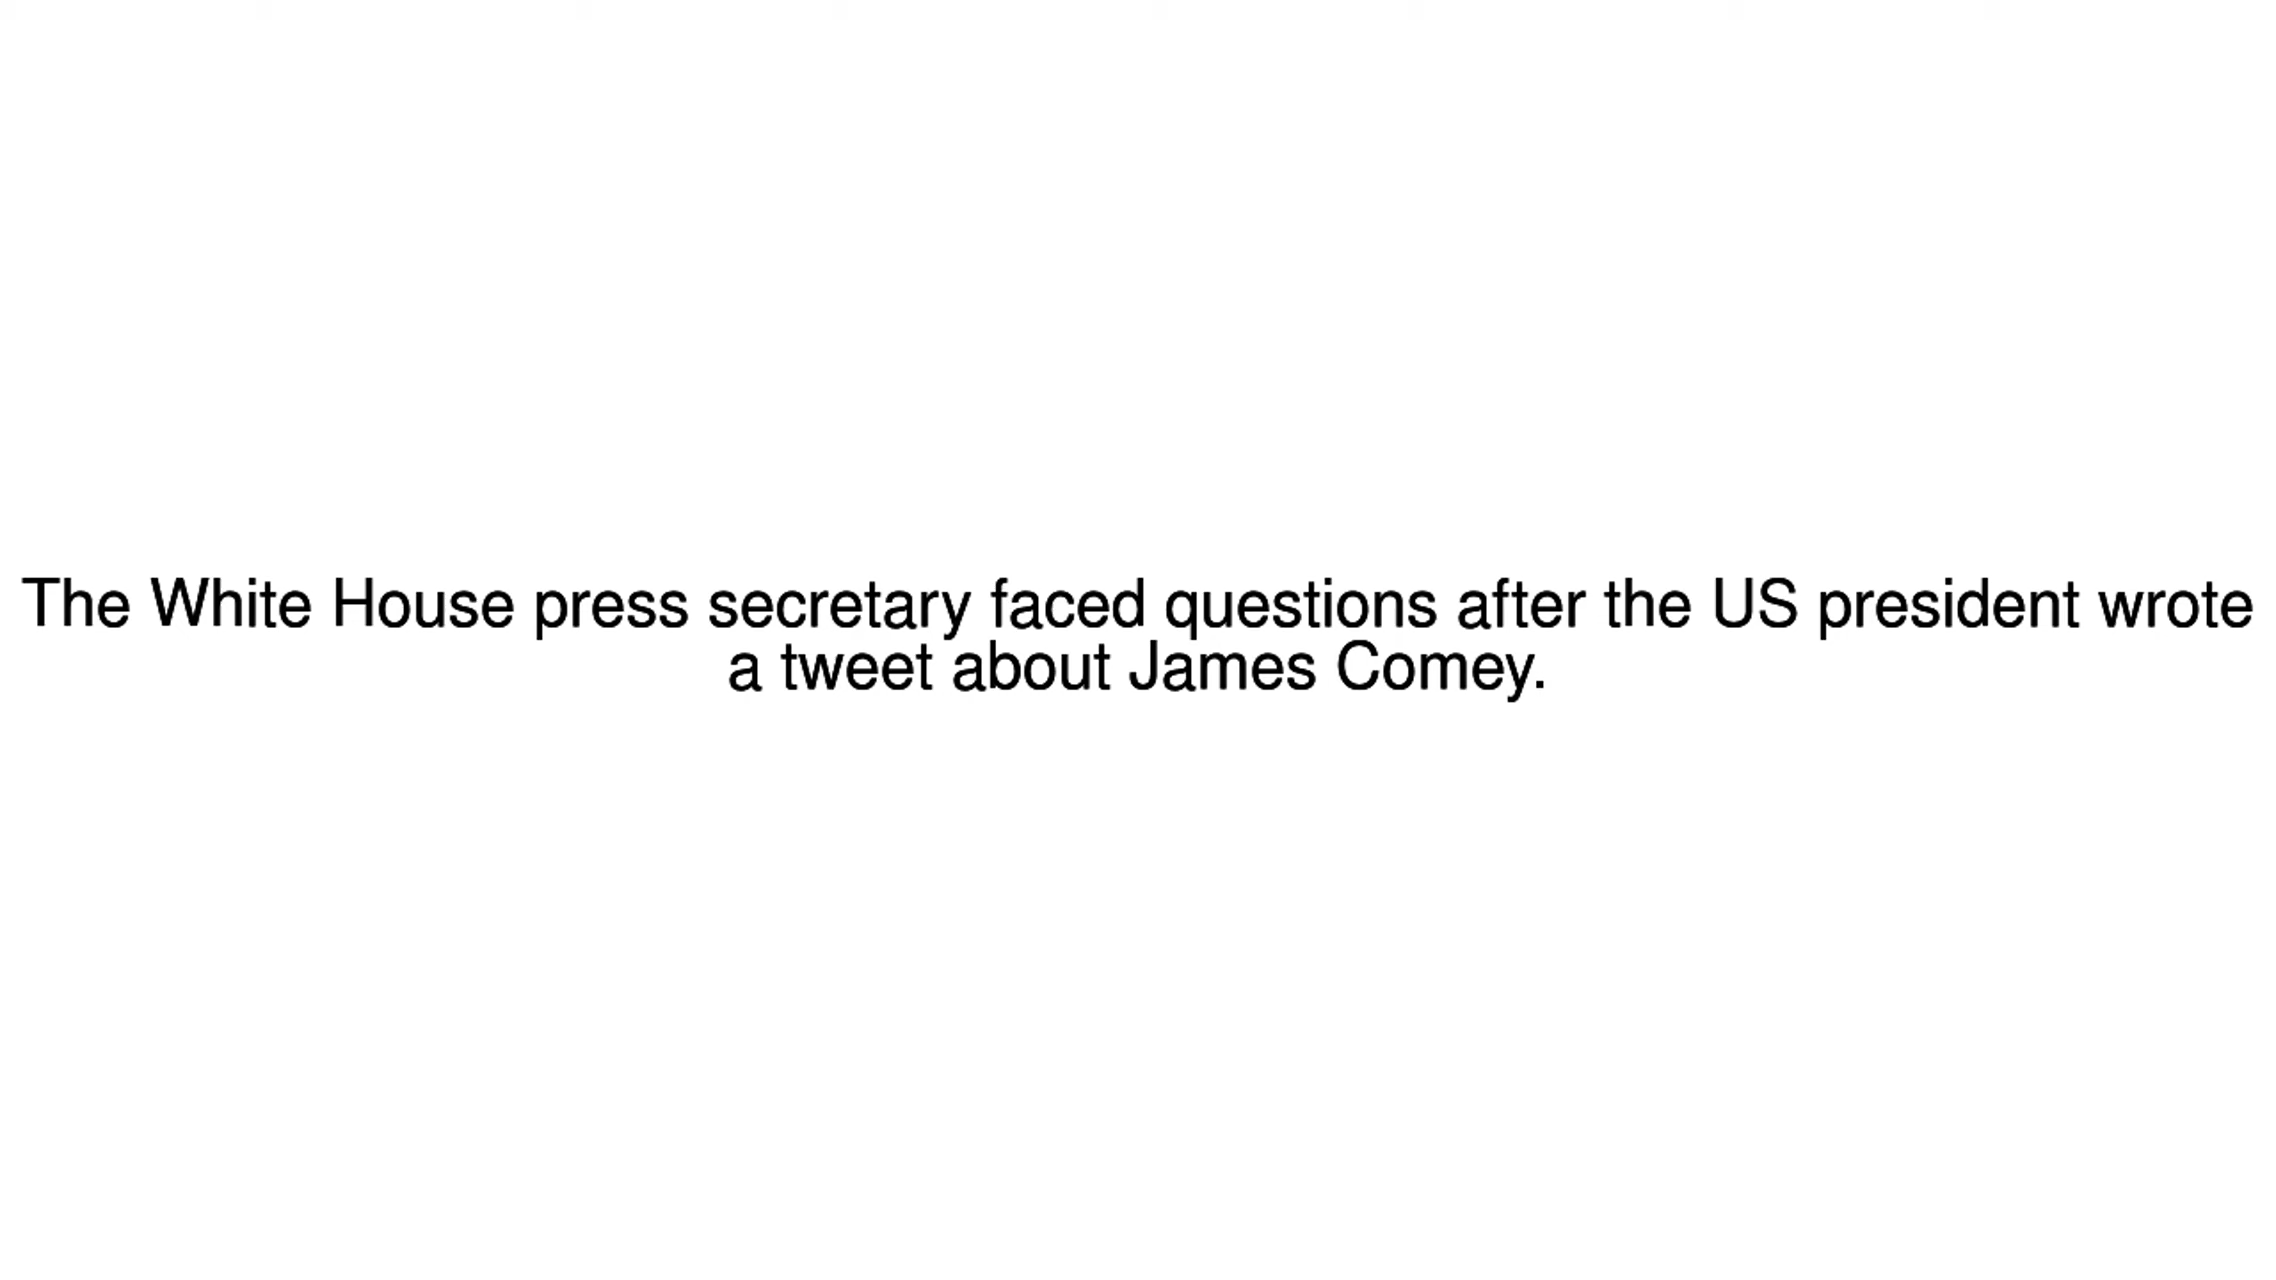 The White House press secretary faced questions after the US president wrote
a tweet about James Comey.